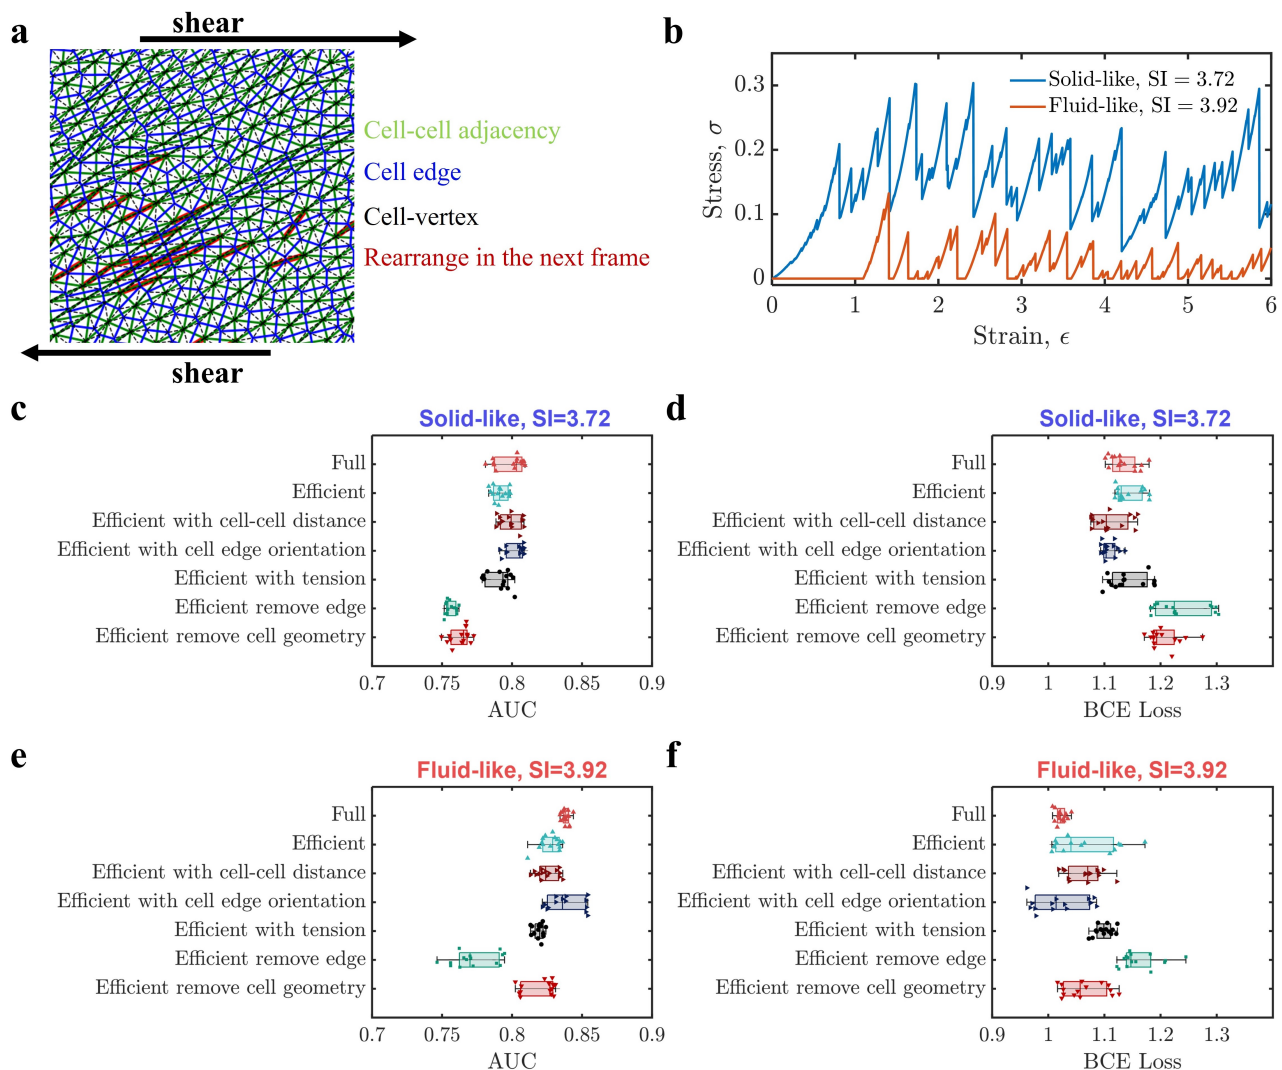 a
shear
Cell-cell adjacency
Cell edge
Cell-vertex
Rearrange in the next frame
shear
b
Stress, σ
0.3
0.2
0.1
0
Solid-like, SI = 3.72
Fluid-like, SI = 3.92
0 1 2 3 4 5 6
Strain, ϵ
c
Solid-like, SI=3.72
Full
Efficient
Efficient with cell-cell distance
Efficient with cell edge orientation
Efficient with tension
Efficient remove edge
Efficient remove cell geometry
0.7 0.75 0.8 0.85 0.9
AUC
d
Solid-like, SI=3.72
Full
Efficient
Efficient with cell-cell distance
Efficient with cell edge orientation
Efficient with tension
Efficient remove edge
Efficient remove cell geometry
0.9 1 1.1 1.2 1.3
BCE Loss
e
Fluid-like, SI=3.92
Full
Efficient
Efficient with cell-cell distance
Efficient with cell edge orientation
Efficient with tension
Efficient remove edge
Efficient remove cell geometry
0.7 0.75 0.8 0.85 0.9
AUC
f
Fluid-like, SI=3.92
Full
Efficient
Efficient with cell-cell distance
Efficient with cell edge orientation
Efficient with tension
Efficient remove edge
Efficient remove cell geometry
0.9 1 1.1 1.2 1.3
BCE Loss